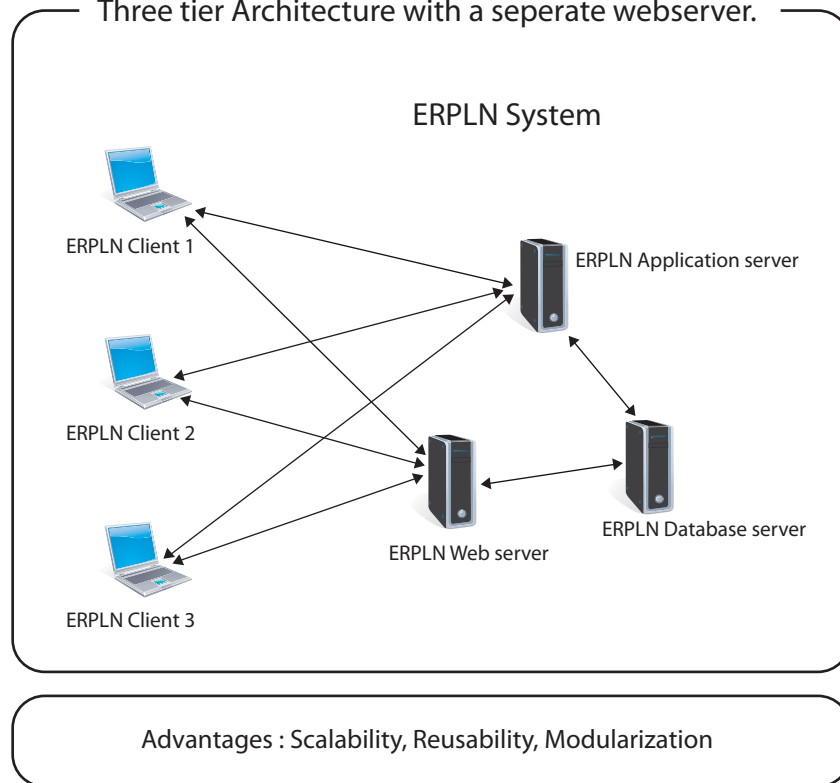 Three tier Architecture with a seperate webserver.
ERPLN System
ERPLN Client 1
ERPLN Application server
ERPLN Client 2
ERPLN Database server
ERPLN Web server
ERPLN Client 3
Advantages : Scalability, Reusability, Modularization